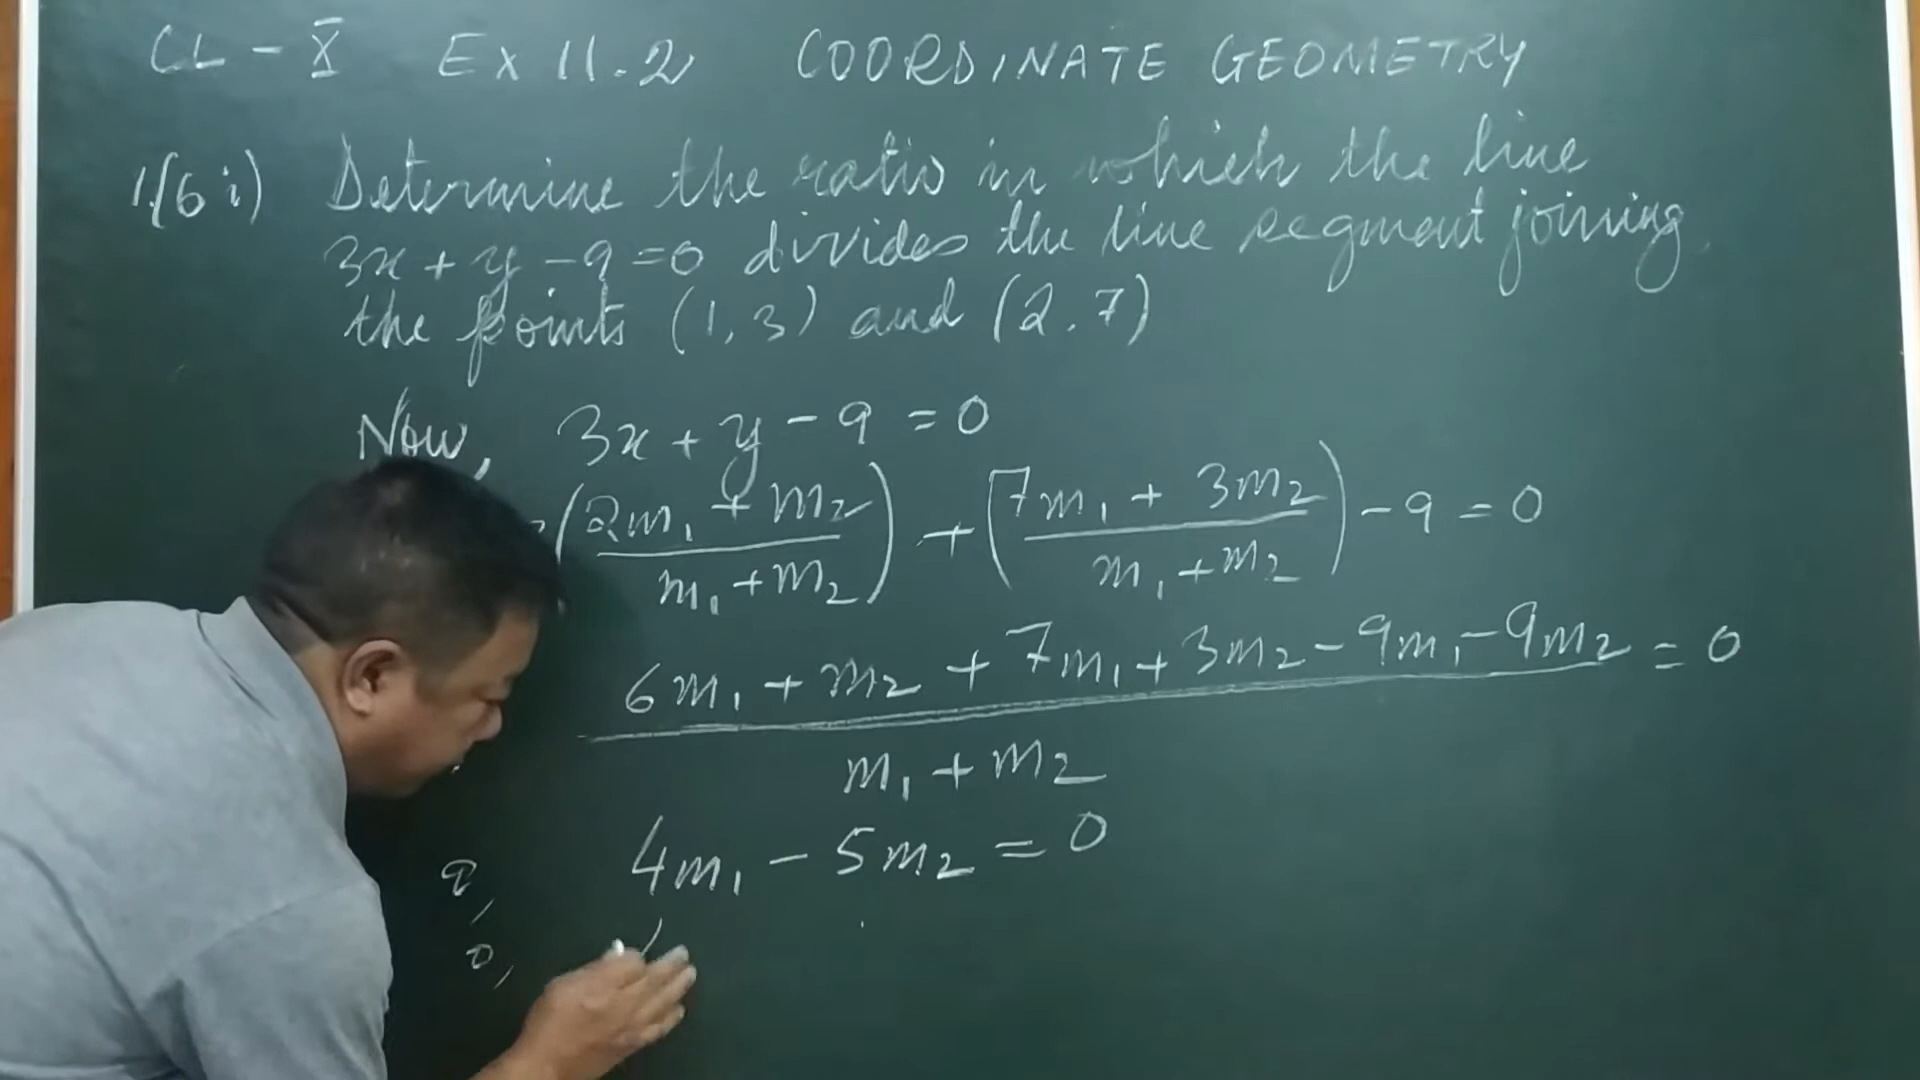 CL - X Ex 11.2 COORDINATE GEOMETRY
1.(6 i) Determine the ratio in which the line
3x + y - 9 = 0 divides the line segment joining
the points (1, 3) and (2, 7)
Now, 3x + y - 9 = 0
(2m₁ + m₂ / m₁ + m₂) + (7m₁ + 3m₂ / m₁ + m₂) - 9 = 0
6m₁ + m₂ + 7m₁ + 3m₂ - 9m₁ - 9m₂ = 0
m₁ + m₂
4m₁ - 5m₂ = 0